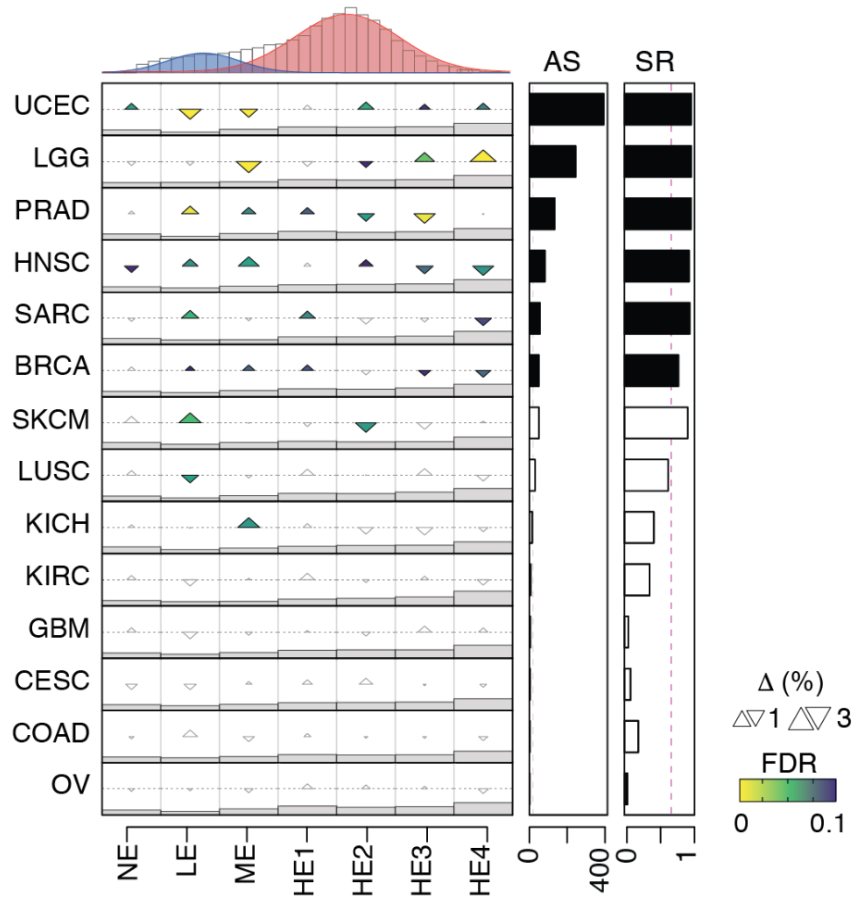 AS SR
UCEC
LGG
PRAD
HNSC
SARC
BRCA
SKCM
LUSC
KICH
KIRC
GBM
CESC
COAD
OV
Δ (%)
1 3
FDR
0 0.1
NE LE ME HE1 HE2 HE3 HE4 0 400 0 1